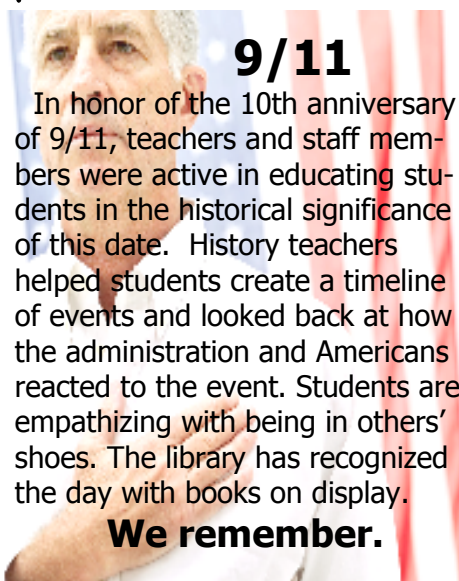 9/11
In honor of the 10th anniversary
of 9/11, teachers and staff mem-
bers were active in educating stu-
dents in the historical significance
of this date.  History teachers
helped students create a timeline
of events and looked back at how
the administration and Americans
reacted to the event. Students are
empathizing with being in others’
shoes. The library has recognized
the day with books on display.
We remember.